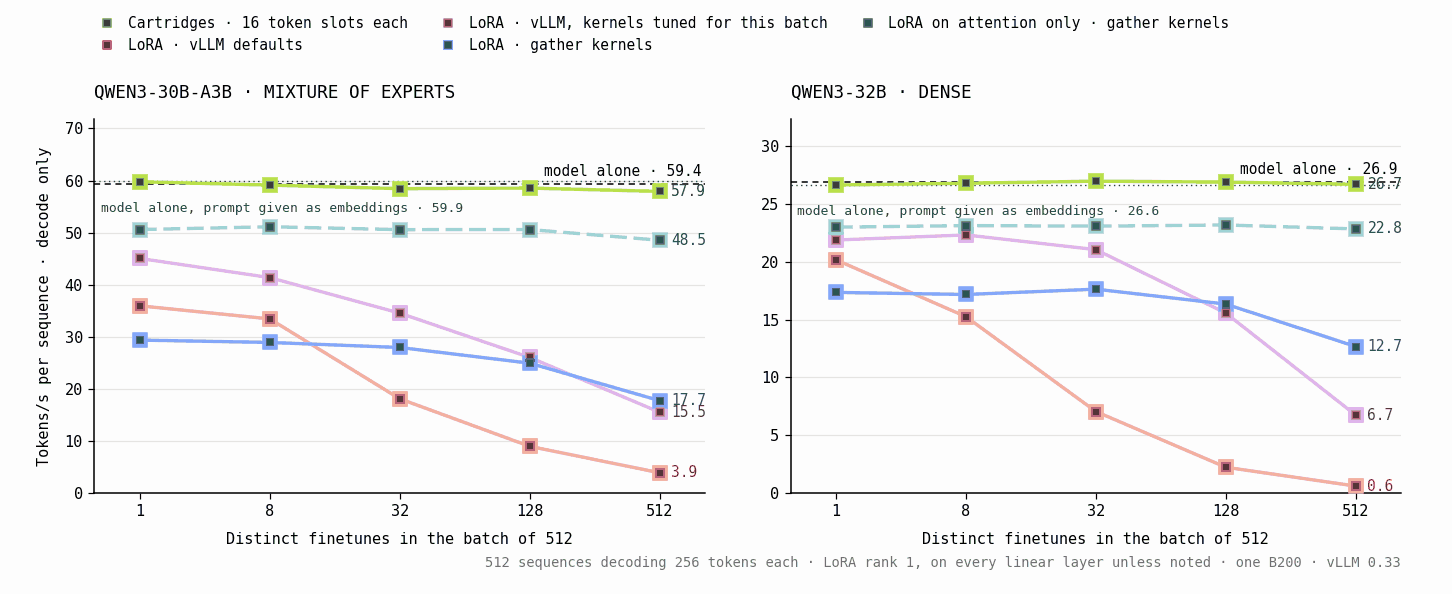 Cartridges · 16 token slots each
LoRA · vLLM, kernels tuned for this batch
LoRA on attention only · gather kernels
LoRA · vLLM defaults
LoRA · gather kernels
QWEN3-30B-A3B · MIXTURE OF EXPERTS
Tokens/s per sequence · decode only
70
60
50
40
30
20
10
0
model alone · 59.4
57.9
model alone, prompt given as embeddings · 59.9
48.5
17.7
15.5
3.9
1
8
32
128
512
Distinct finetunes in the batch of 512
QWEN3-32B · DENSE
30
25
20
15
10
5
0
model alone · 26.9
26.7
model alone, prompt given as embeddings · 26.6
22.8
12.7
6.7
0.6
1
8
32
128
512
Distinct finetunes in the batch of 512
512 sequences decoding 256 tokens each · LoRA rank 1, on every linear layer unless noted · one B200 · vLLM 0.33